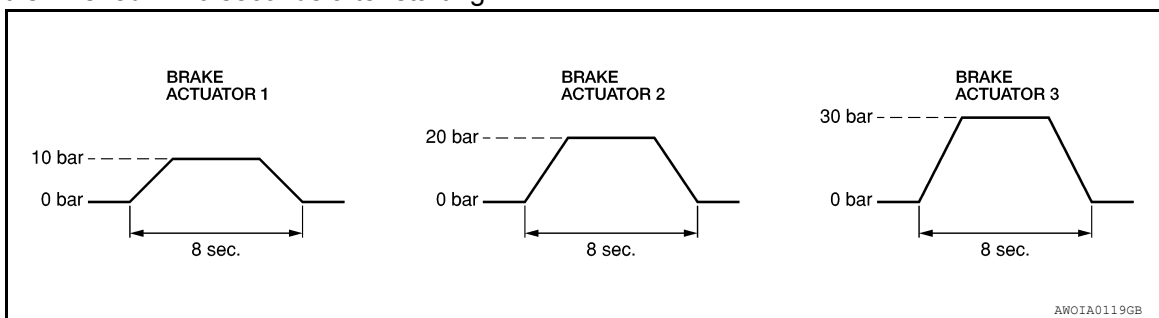 BRAKE
ACTUATOR 1
10 bar
0 bar
8 sec.
BRAKE
ACTUATOR 2
20 bar
0 bar
8 sec.
BRAKE
ACTUATOR 3
30 bar
0 bar
8 sec.
AWOIA0119GB